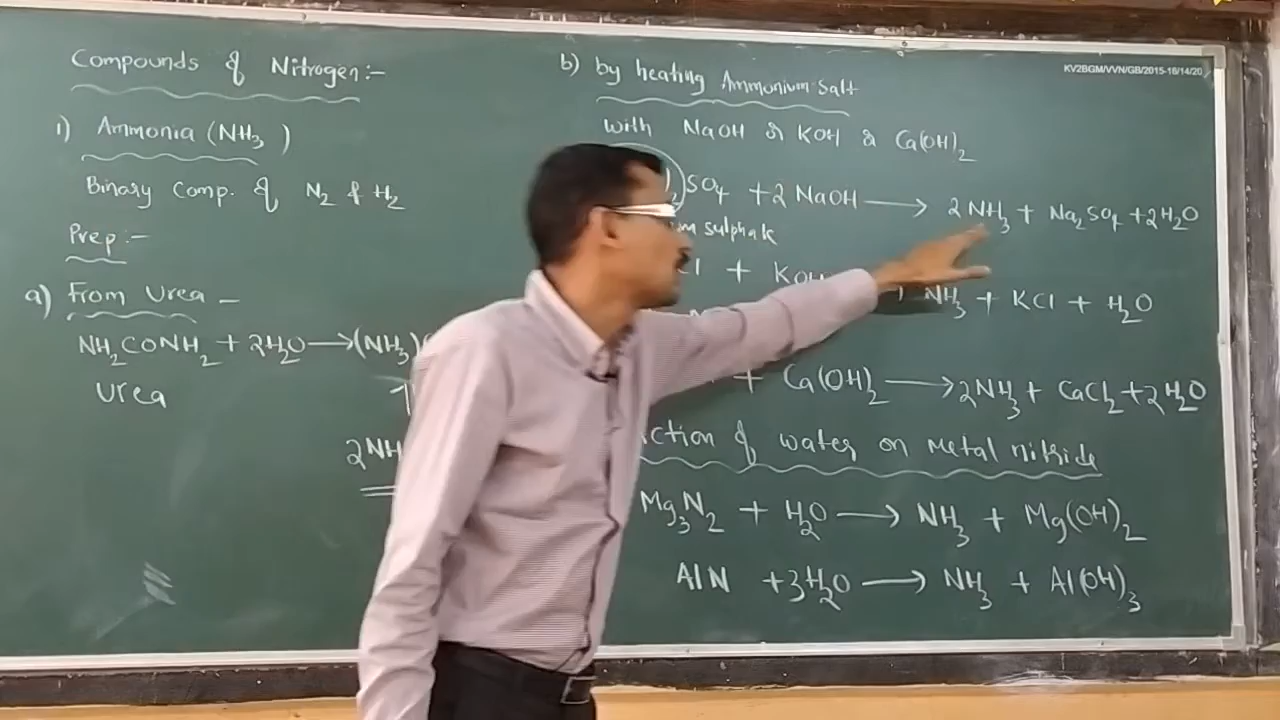 Compounds of Nitrogen:-
1) Ammonia (NH₃)
Binary Comp. of N₂ & H₂
Prep:-
a) From Urea -
NH₂CONH₂ + 2H₂O ⟶ (NH₃)
Urea
2NH
b) by heating Ammonium Salt
with NaOH or KOH or Ca(OH)₂
)SO₄ + 2 NaOH ⟶ 2NH₃ + Na₂SO₄ + 2H₂O
sulphate
+ KOH NH₃ + KCl + H₂O
+ Ca(OH)₂ ⟶ 2NH₃ + CaCl₂ + 2H₂O
of water on metal nitride
Mg₃N₂ + H₂O ⟶ NH₃ + Mg(OH)₂
AlN + 3H₂O ⟶ NH₃ + Al(OH)₃
KV2BGM/VVN/GB/2015-16/14/20